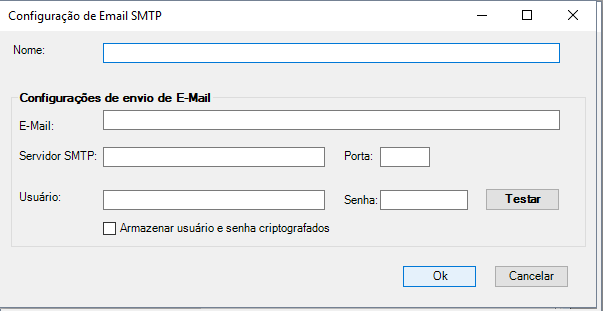 Configuração de Email SMTP
Nome:
Configurações de envio de E-Mail
E-Mail:
Servidor SMTP: Porta:
Usuário: Senha: Testar
Armazenar usuário e senha criptografados
Ok Cancelar